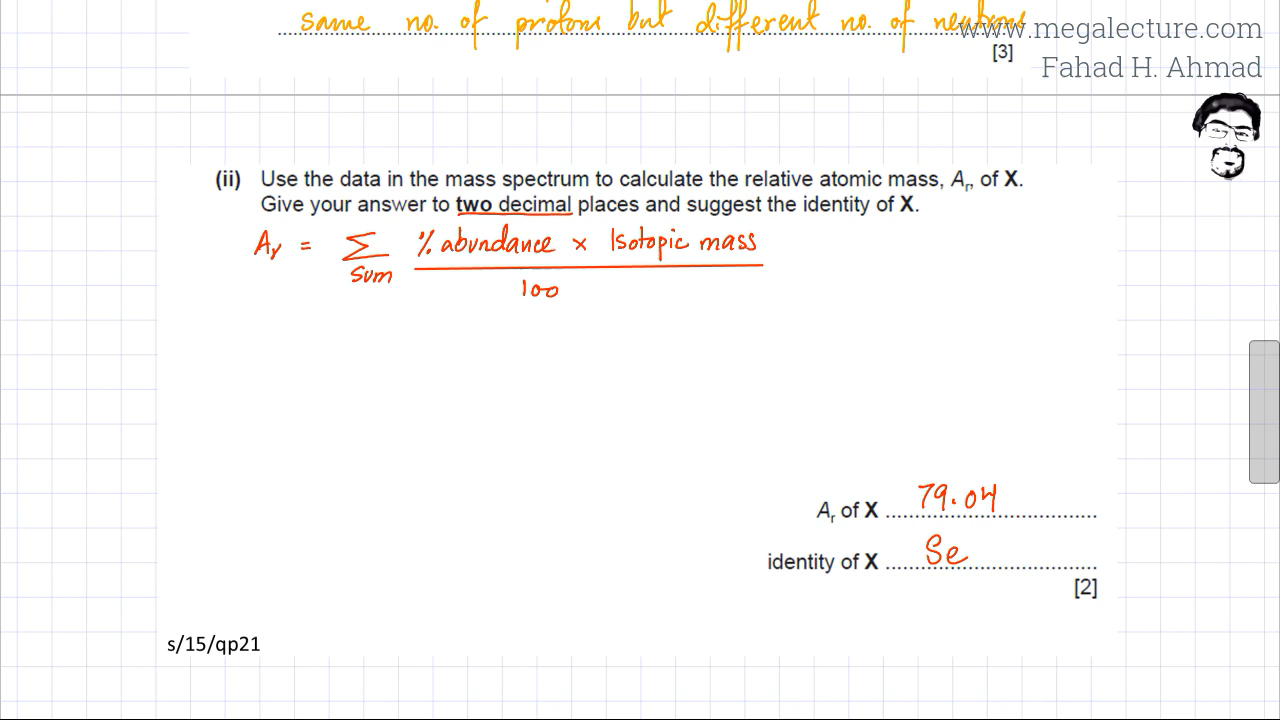 same no. of protons but different no. of neutrons
www.megalecture.com
[3]
Fahad H. Ahmad
(ii) Use the data in the mass spectrum to calculate the relative atomic mass, Ar, of X.
Give your answer to two decimal places and suggest the identity of X.
Ar = Σ % abundance × Isotopic mass
Sum
100
Ar of X 79.04
identity of X Se
[2]
s/15/qp21